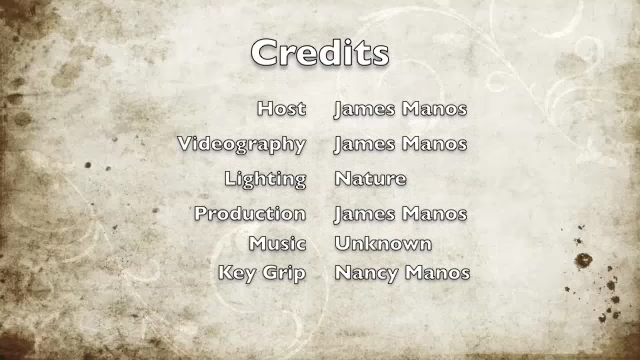 Credits
Host James Manos
Videography James Manos
Lighting Nature
Production James Manos
Music Unknown
Key Grip Nancy Manos